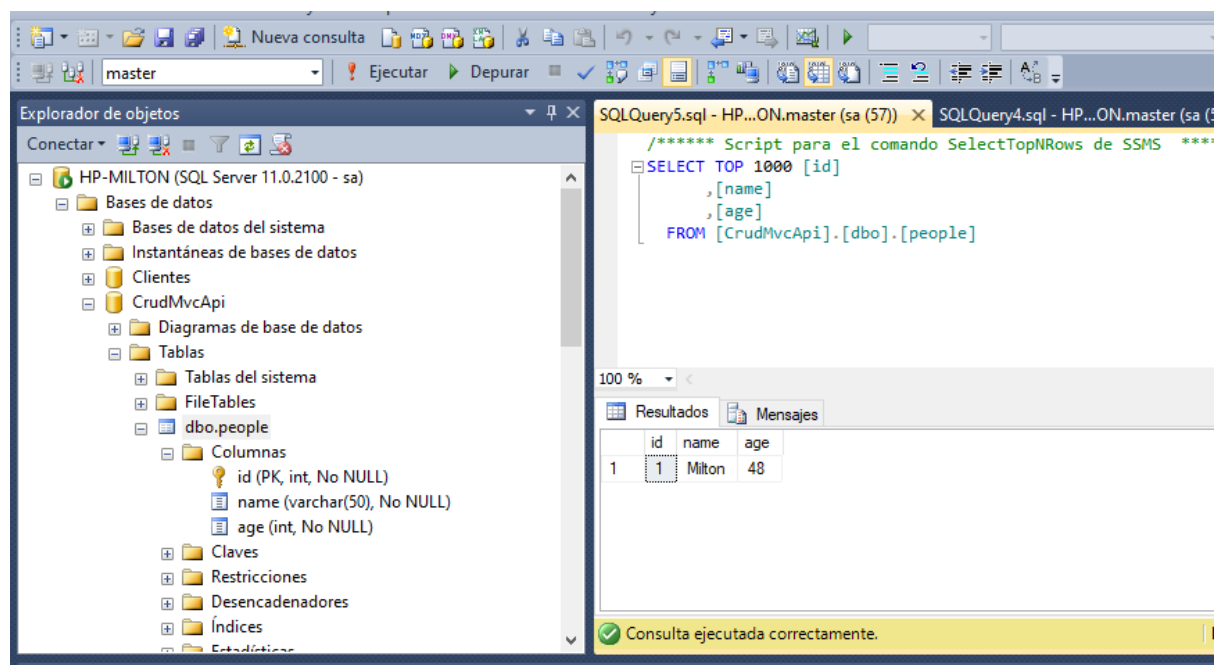 Nueva consulta
master
Ejecutar
Depurar
Explorador de objetos
Conectar
HP-MILTON (SQL Server 11.0.2100 - sa)
Bases de datos
Bases de datos del sistema
Instantáneas de bases de datos
Clientes
CrudMvcApi
Diagramas de base de datos
Tablas
Tablas del sistema
FileTables
dbo.people
Columnas
id (PK, int, No NULL)
name (varchar(50), No NULL)
age (int, No NULL)
Claves
Restricciones
Desencadenadores
Índices
Estadísticas
SQLQuery5.sql - HP...ON.master (sa (57))
SQLQuery4.sql - HP...ON.master (sa (5
/****** Script para el comando SelectTopNRows de SSMS ****
SELECT TOP 1000 [id]
,[name]
,[age]
FROM [CrudMvcApi].[dbo].[people]
100 %
Resultados Mensajes
id name age
1 1 Milton 48
Consulta ejecutada correctamente.